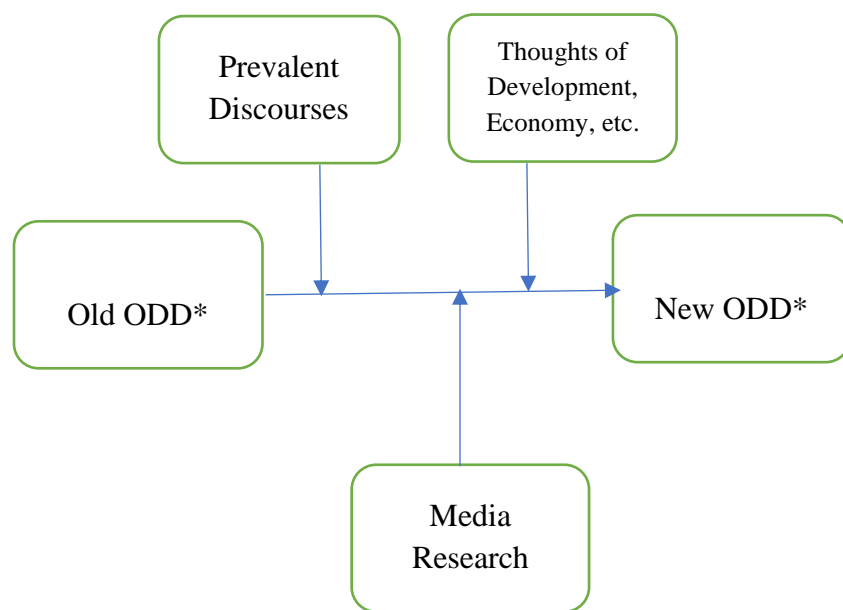 Prevalent
Discourses
Thoughts of
Development,
Economy, etc.
Old ODD*
New ODD*
Media
Research